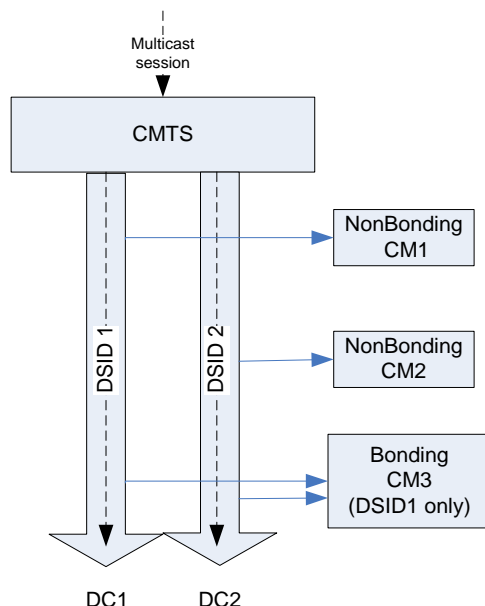 Multicast
session
CMTS
NonBonding
CM1
DSID 1
DSID 2
NonBonding
CM2
Bonding
CM3
(DSID1 only)
DC1
DC2